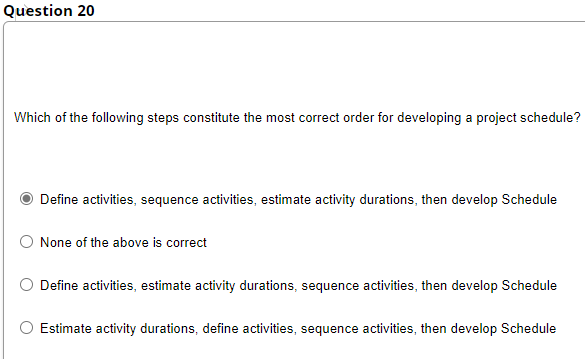 Question 20
Which of the following steps constitute the most correct order for developing a project schedule?
Define activities, sequence activities, estimate activity durations, then develop Schedule
None of the above is correct
Define activities, estimate activity durations, sequence activities, then develop Schedule
Estimate activity durations, define activities, sequence activities, then develop Schedule